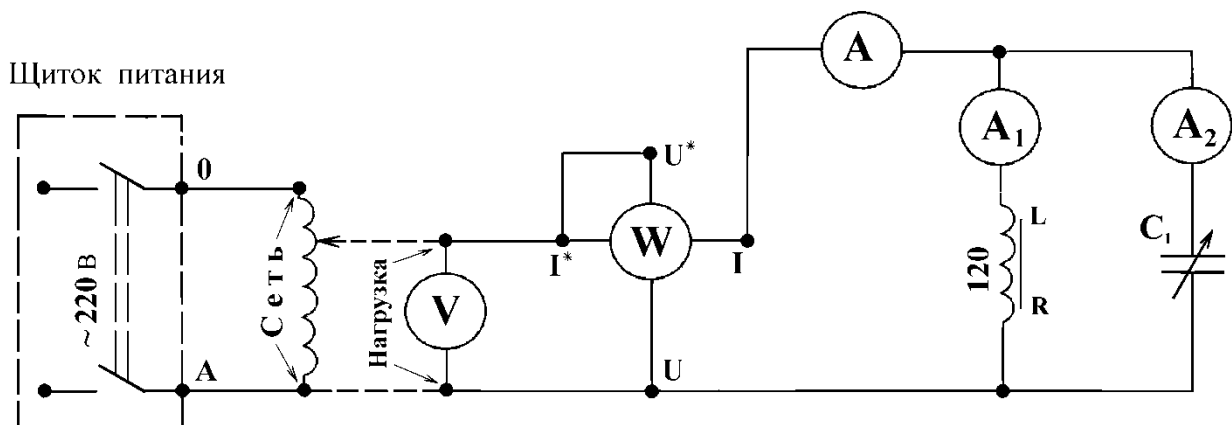 Щиток питания
0
A
~220 В
Сеть
Нагрузка
V
I*
U*
W
I
U
A
A₁
A₂
120
L
R
C₁